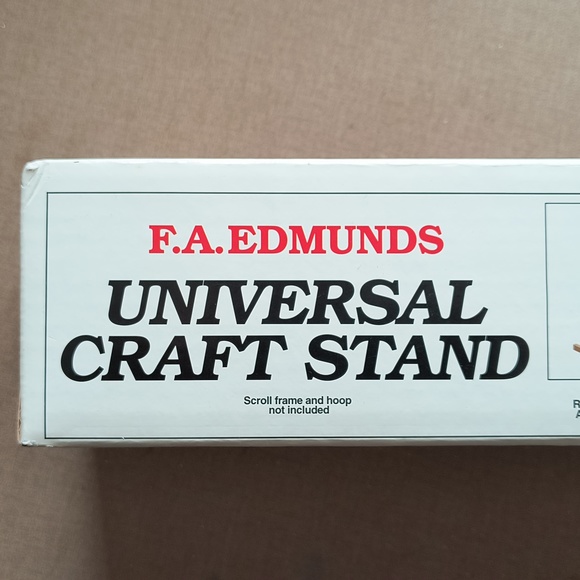 F.A.EDMUNDS
UNIVERSAL
CRAFT STAND
Scroll frame and hoop
not included